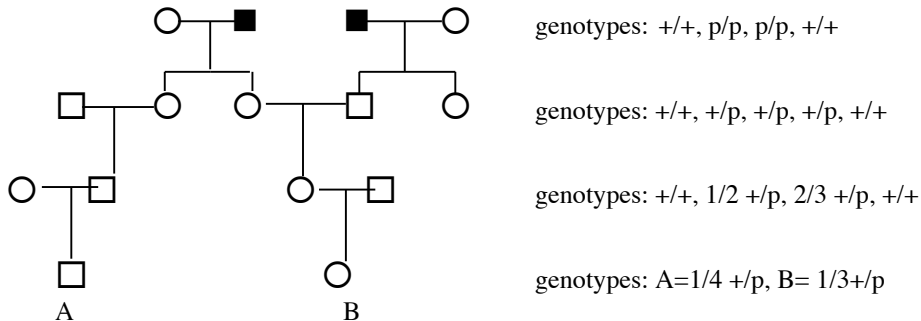 genotypes: +/+, p/p, p/p, +/+
genotypes: +/+, +/p, +/p, +/p, +/+
genotypes: +/+, 1/2 +/p, 2/3 +/p, +/+
genotypes: A=1/4 +/p, B= 1/3+/p
A B